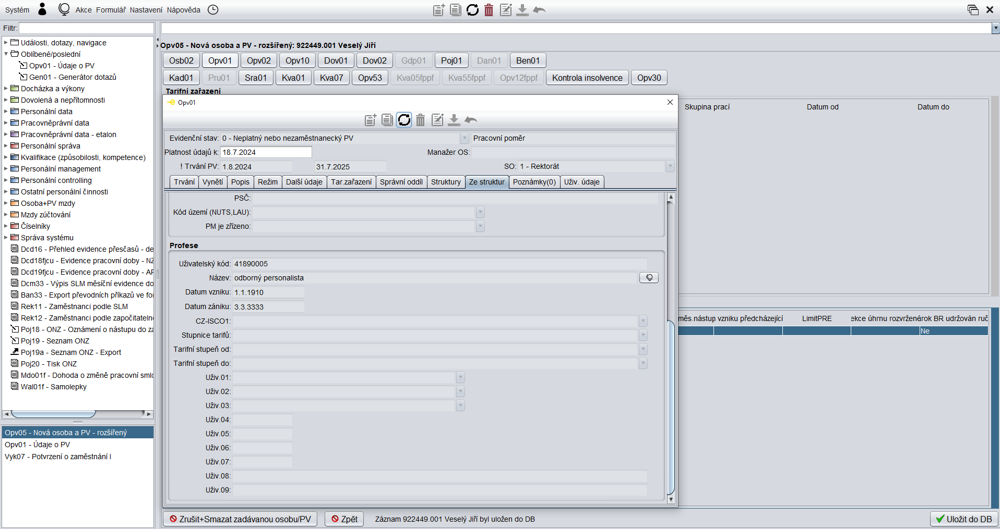 Systém Akce Formulář Nastavení Nápověda
Filtr:
Události, dotazy, navigace
Oblíbené/poslední
Opv01 - Údaje o PV
Gen01 - Generátor dotazů
Docházka a výkony
Dovolená a nepřítomnosti
Personální data
Pracovněprávní data
Pracovněprávní data - etalon
Personální správa
Kvalifikace (způsobilosti, kompetence)
Personální management
Personální controlling
Ostatní personální činnosti
Osoba+PV mzdy
Mzdy zúčtování
Číselníky
Správa systému
Dcd16 - Přehled evidence přesčasů - de
Dcd18fjcu - Evidence pracovní doby - NZ
Dcd19fjcu - Evidence pracovní doby - AF
Dcm33 - Výpis SLM měsíční evidence do
Ban33 - Export převodních příkazů ve for
Rek11 - Zaměstnanci podle SLM
Rek12 - Zaměstnanci podle započitatelno
Poj18 - ONZ - Oznámení o nástupu do za
Poj19 - Seznam ONZ
Poj19a - Seznam ONZ - Export
Poj20 - Tisk ONZ
Mdo01f - Dohoda o změně pracovní smlo
Wal01f - Samolepky
Opv05 - Nová osoba a PV - rozšířený
Opv01 - Údaje o PV
Vyk07 - Potvrzení o zaměstnání I
Opv05 - Nová osoba a PV - rozšířený: 922449.001 Veselý Jiří
Osb02 Opv01 Opv02 Opv10 Dov01 Dov02 Gdp01 Poj01 Dan01 Ben01
Kad01 Pru01 Sra01 Kva01 Kva07 Opv53 Kva05fppf Kva55fppf Opv12fppf Kontrola insolvence Opv30
Tarifní zařazení
Skupina prací Datum od Datum do
Opv01
Evidenční stav: 0 - Neplatný nebo nezaměstnanecký PV Pracovní poměr
Platnost údajů k: 18.7.2024 Manažer OS:
! Trvání PV: 1.8.2024 31.7.2025 SO: 1 - Rektorát
Trvání Vynětí Popis Režim Další údaje Tar.zařazení Správní oddíl Struktury Ze struktur Poznámky(0) Uživ. údaje
PSČ:
Kód území (NUTS,LAU):
PM je zřízeno:
Profese
Uživatelský kód: 41890005
Název: odborný personalista
Datum vzniku: 1.1.1910
Datum zániku: 3.3.3333
CZ-ISCO1:
Stupnice tarifů:
Tarifní stupeň od:
Tarifní stupeň do:
Uživ.01:
Uživ.02:
Uživ.03:
Uživ.04:
Uživ.05:
Uživ.06:
Uživ.07:
Uživ.08:
Uživ.09:
měs.nástup vzniku předcházející LimitPRE ekce úhrnu rozvržené rok BR udržován ruč
Ne
Zrušit+Smazat zadávanou osobu/PV Zpět Záznam 922449.001 Veselý Jiří byl uložen do DB Uložit do DB